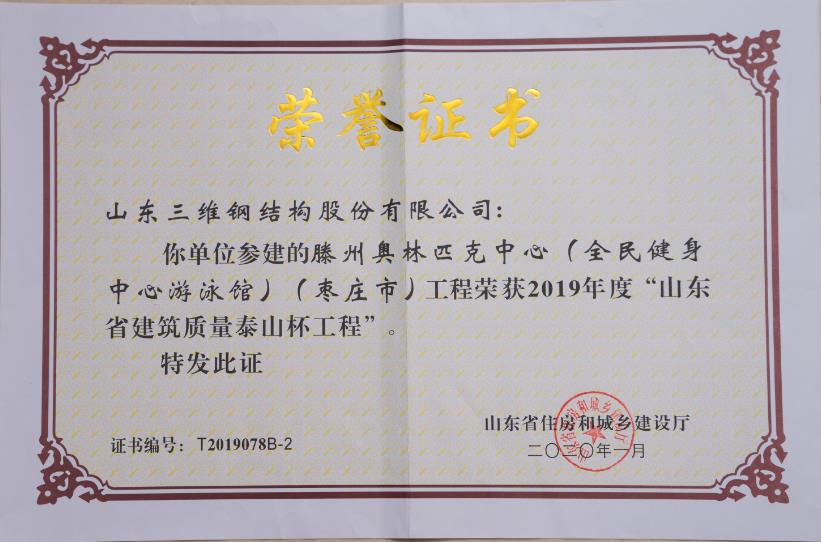 荣誉证书
山东三维钢结构股份有限公司：
你单位参建的滕州奥林匹克中心（全民健身
中心游泳馆）（枣庄市）工程荣获2019年度“山东
省建筑质量泰山杯工程”。
特发此证
山东省住房和城乡建设厅
证书编号：T2019078B-2
二〇二〇年一月